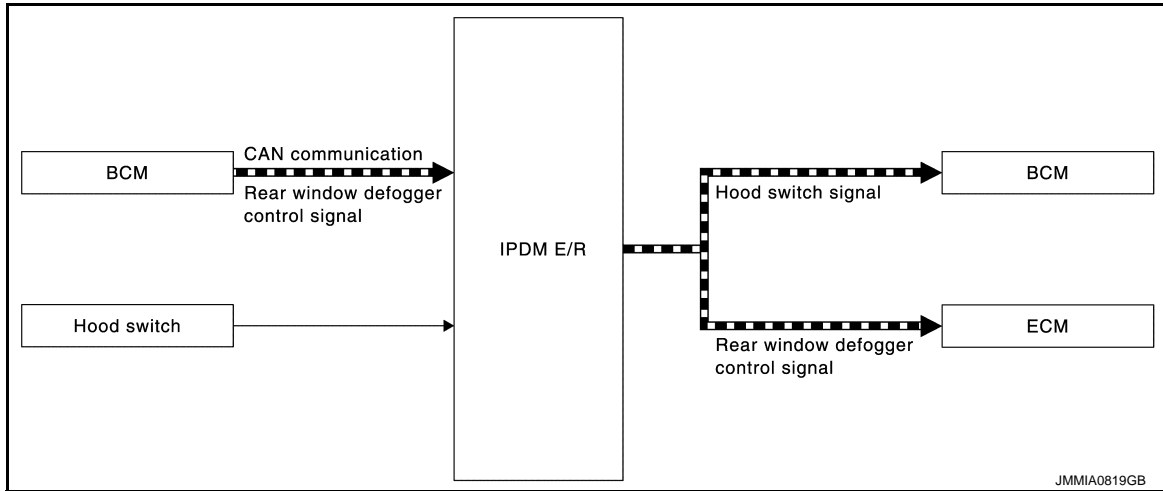 CAN communication
BCM
Rear window defogger
control signal
IPDM E/R
Hood switch
BCM
Hood switch signal
ECM
Rear window defogger
control signal
JMMIA0819GB